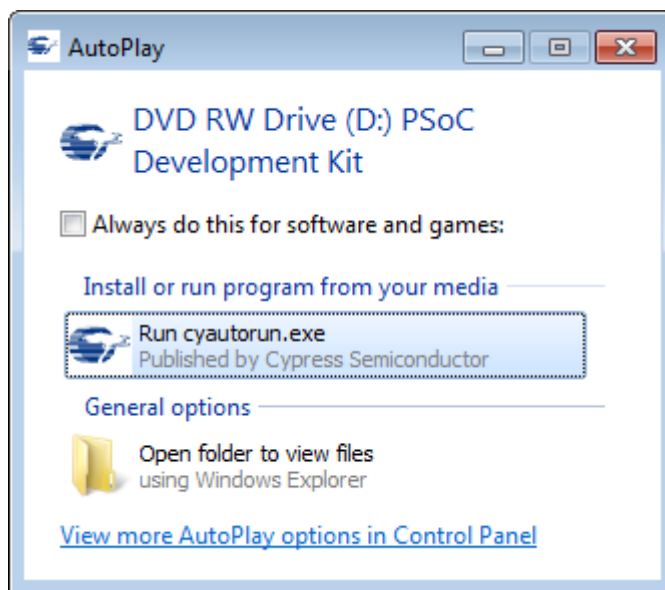 AutoPlay
DVD RW Drive (D:) PSoC
Development Kit
Always do this for software and games:
Install or run program from your media
Run cyautorun.exe
Published by Cypress Semiconductor
General options
Open folder to view files
using Windows Explorer
View more AutoPlay options in Control Panel